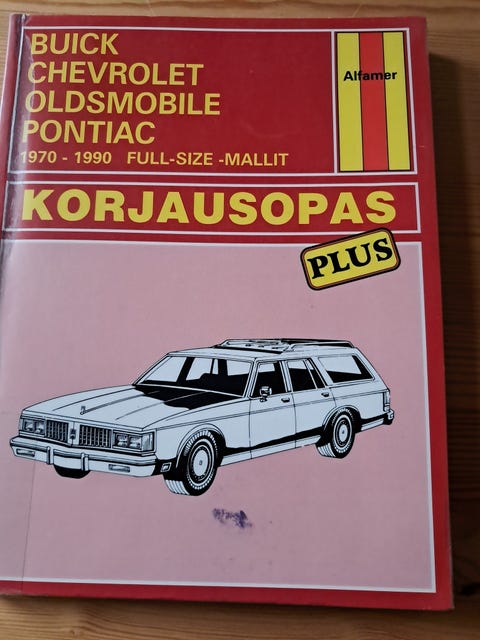 BUICK
CHEVROLET
OLDSMOBILE
PONTIAC
1970 - 1990 FULL-SIZE -MALLIT
Alfamer
KORJAUSOPAS
PLUS